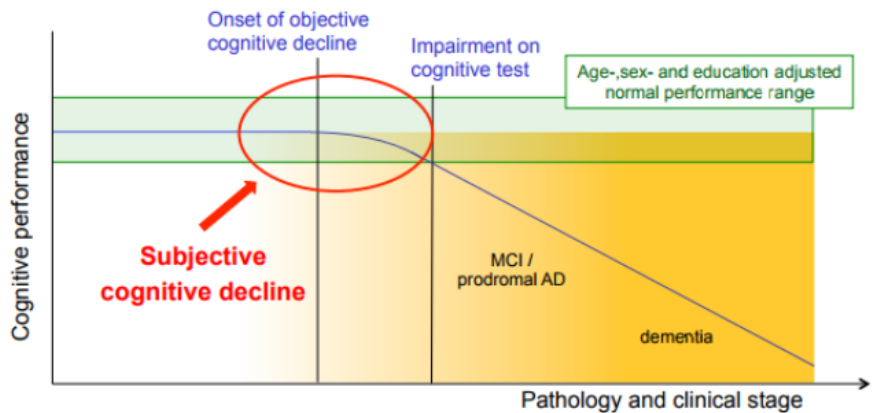 Onset of objective
cognitive decline
Impairment on
cognitive test
Age-,sex- and education adjusted
normal performance range
Cognitive performance
Subjective
cognitive decline
MCI /
prodromal AD
dementia
Pathology and clinical stage